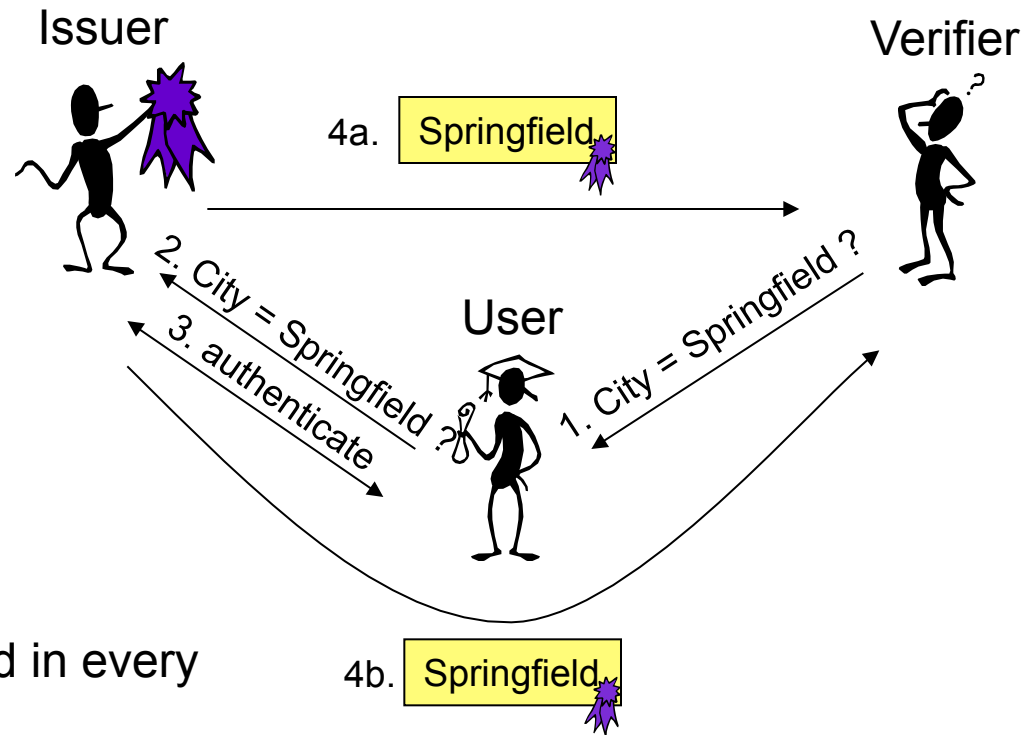 Issuer
Verifier
4a. Springfield
2. City = Springfield ?
3. authenticate
User
1. City = Springfield ?
d in every
4b. Springfield